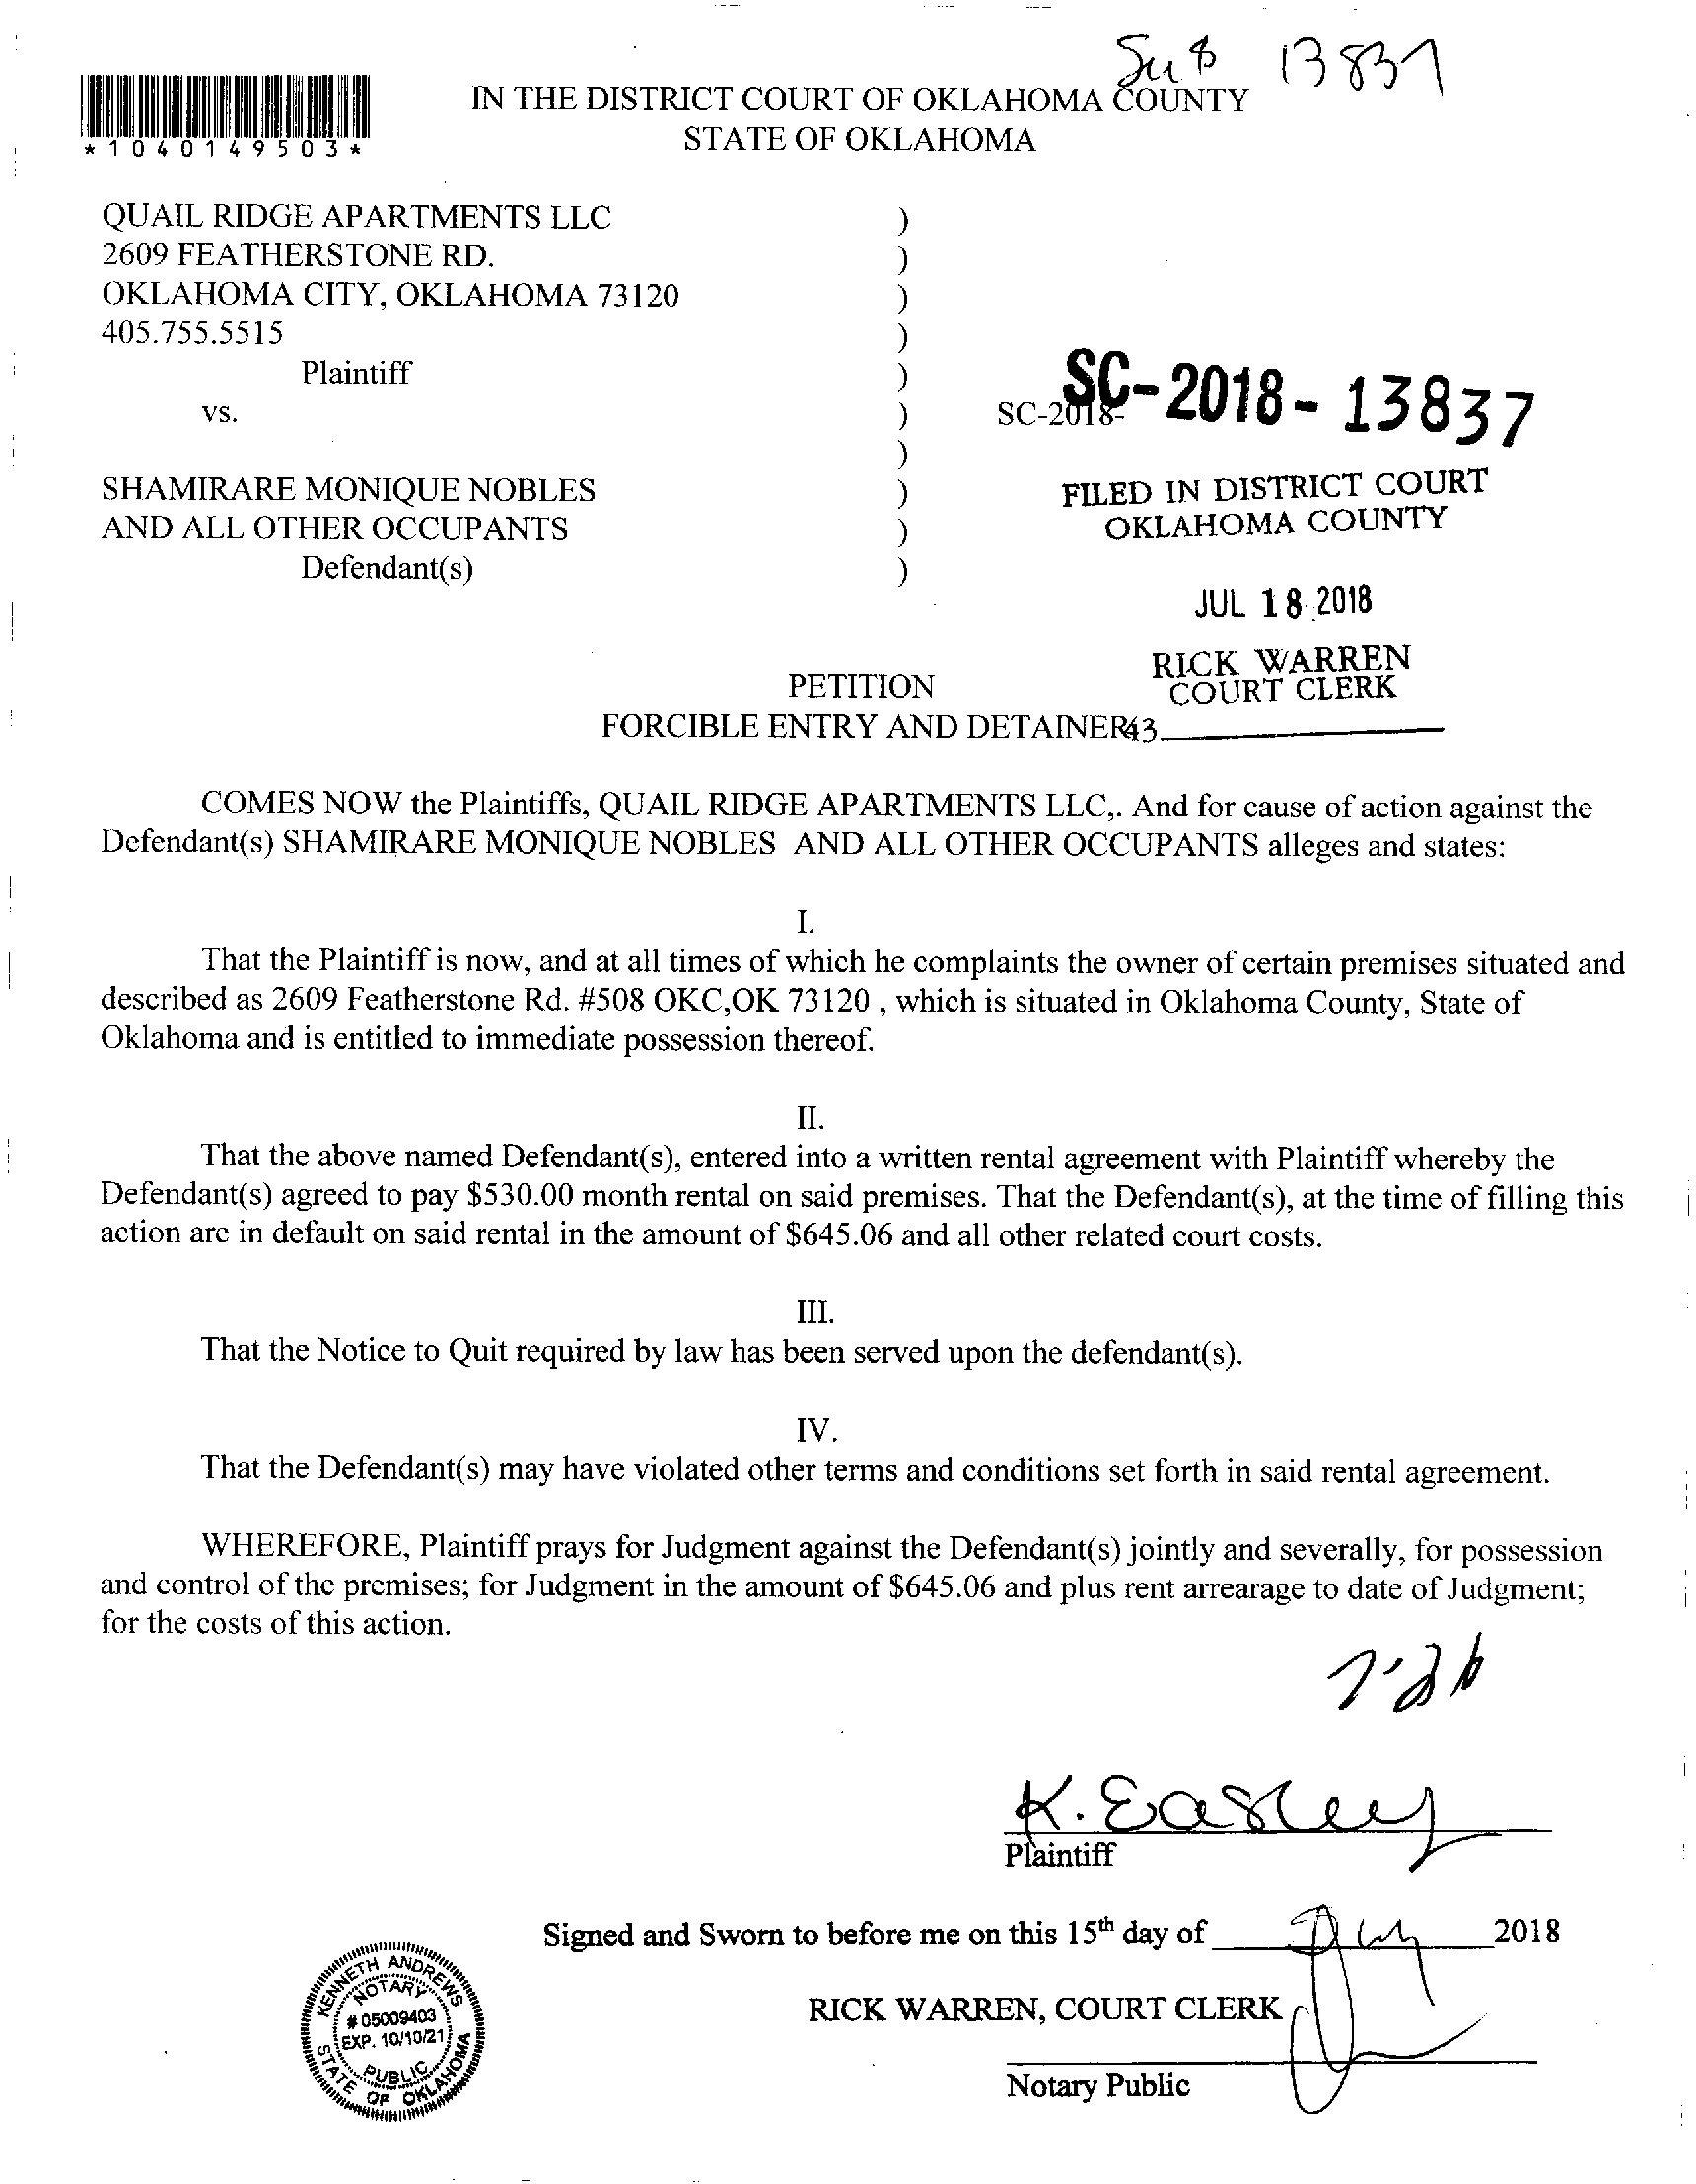 Sub 13837
*1040149503*
IN THE DISTRICT COURT OF OKLAHOMA COUNTY
STATE OF OKLAHOMA
QUAIL RIDGE APARTMENTS LLC )
2609 FEATHERSTONE RD. )
OKLAHOMA CITY, OKLAHOMA 73120 )
405.755.5515 )
Plaintiff )
vs. ) SC-2018- SC-2018-13837
)
SHAMIRARE MONIQUE NOBLES )
AND ALL OTHER OCCUPANTS )
Defendant(s) )
FILED IN DISTRICT COURT
OKLAHOMA COUNTY
JUL 18 2018
RICK WARREN
COURT CLERK
43
PETITION
FORCIBLE ENTRY AND DETAINER
COMES NOW the Plaintiffs, QUAIL RIDGE APARTMENTS LLC,. And for cause of action against the
Defendant(s) SHAMIRARE MONIQUE NOBLES AND ALL OTHER OCCUPANTS alleges and states:
I.
That the Plaintiff is now, and at all times of which he complaints the owner of certain premises situated and
described as 2609 Featherstone Rd. #508 OKC,OK 73120 , which is situated in Oklahoma County, State of
Oklahoma and is entitled to immediate possession thereof.
II.
That the above named Defendant(s), entered into a written rental agreement with Plaintiff whereby the
Defendant(s) agreed to pay $530.00 month rental on said premises. That the Defendant(s), at the time of filling this
action are in default on said rental in the amount of $645.06 and all other related court costs.
III.
That the Notice to Quit required by law has been served upon the defendant(s).
IV.
That the Defendant(s) may have violated other terms and conditions set forth in said rental agreement.
WHEREFORE, Plaintiff prays for Judgment against the Defendant(s) jointly and severally, for possession
and control of the premises; for Judgment in the amount of $645.06 and plus rent arrearage to date of Judgment;
for the costs of this action.
K. Easley
Plaintiff
Signed and Sworn to before me on this 15th day of July 2018
RICK WARREN, COURT CLERK
Notary Public
KENNETH ANDREWS
NOTARY
# 05009403
EXP. 10/10/21
PUBLIC
STATE OF OKLAHOMA